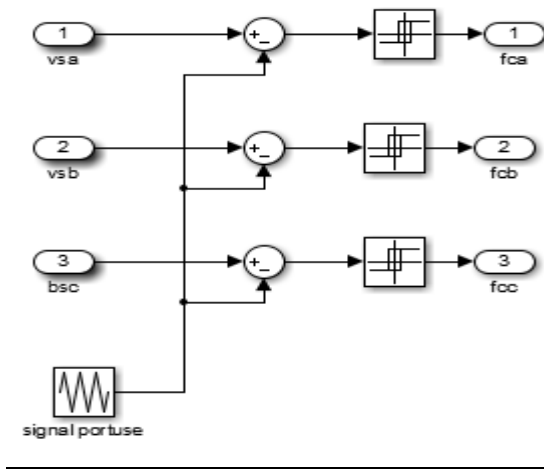 1
vsa
+
−
1
fca
2
vsb
+
−
2
fcb
3
bsc
+
−
3
fcc
signal portuse